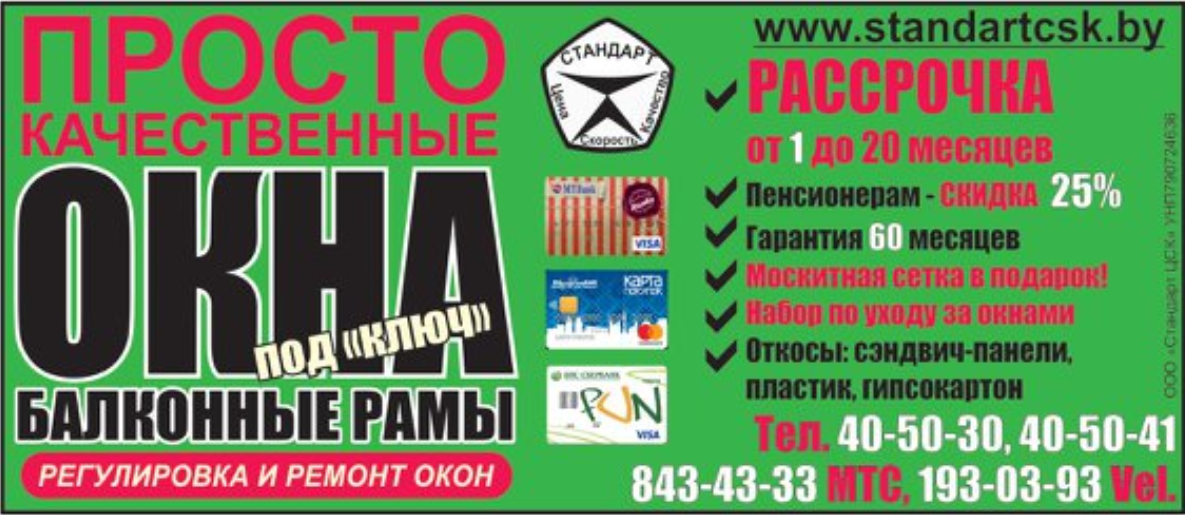 ПРОСТО
КАЧЕСТВЕННЫЕ
ОКНА
ПОД «КЛЮЧ»
БАЛКОННЫЕ РАМЫ
РЕГУЛИРОВКА И РЕМОНТ ОКОН
СТАНДАРТ
Цена
Скорость
Качество
MTBank
VISA
КАРТА
ПОКУПОК
БПС-СБЕРБАНК
FUN
VISA
www.standartcsk.by
РАССРОЧКА
от 1 до 20 месяцев
Пенсионерам - СКИДКА 25%
Гарантия 60 месяцев
Москитная сетка в подарок!
Набор по уходу за окнами
Откосы: сэндвич-панели,
пластик, гипсокартон
Тел. 40-50-30, 40-50-41
843-43-33 МТС, 193-03-93 Vel.
ООО «Стандарт ЦСК» УНП790724636